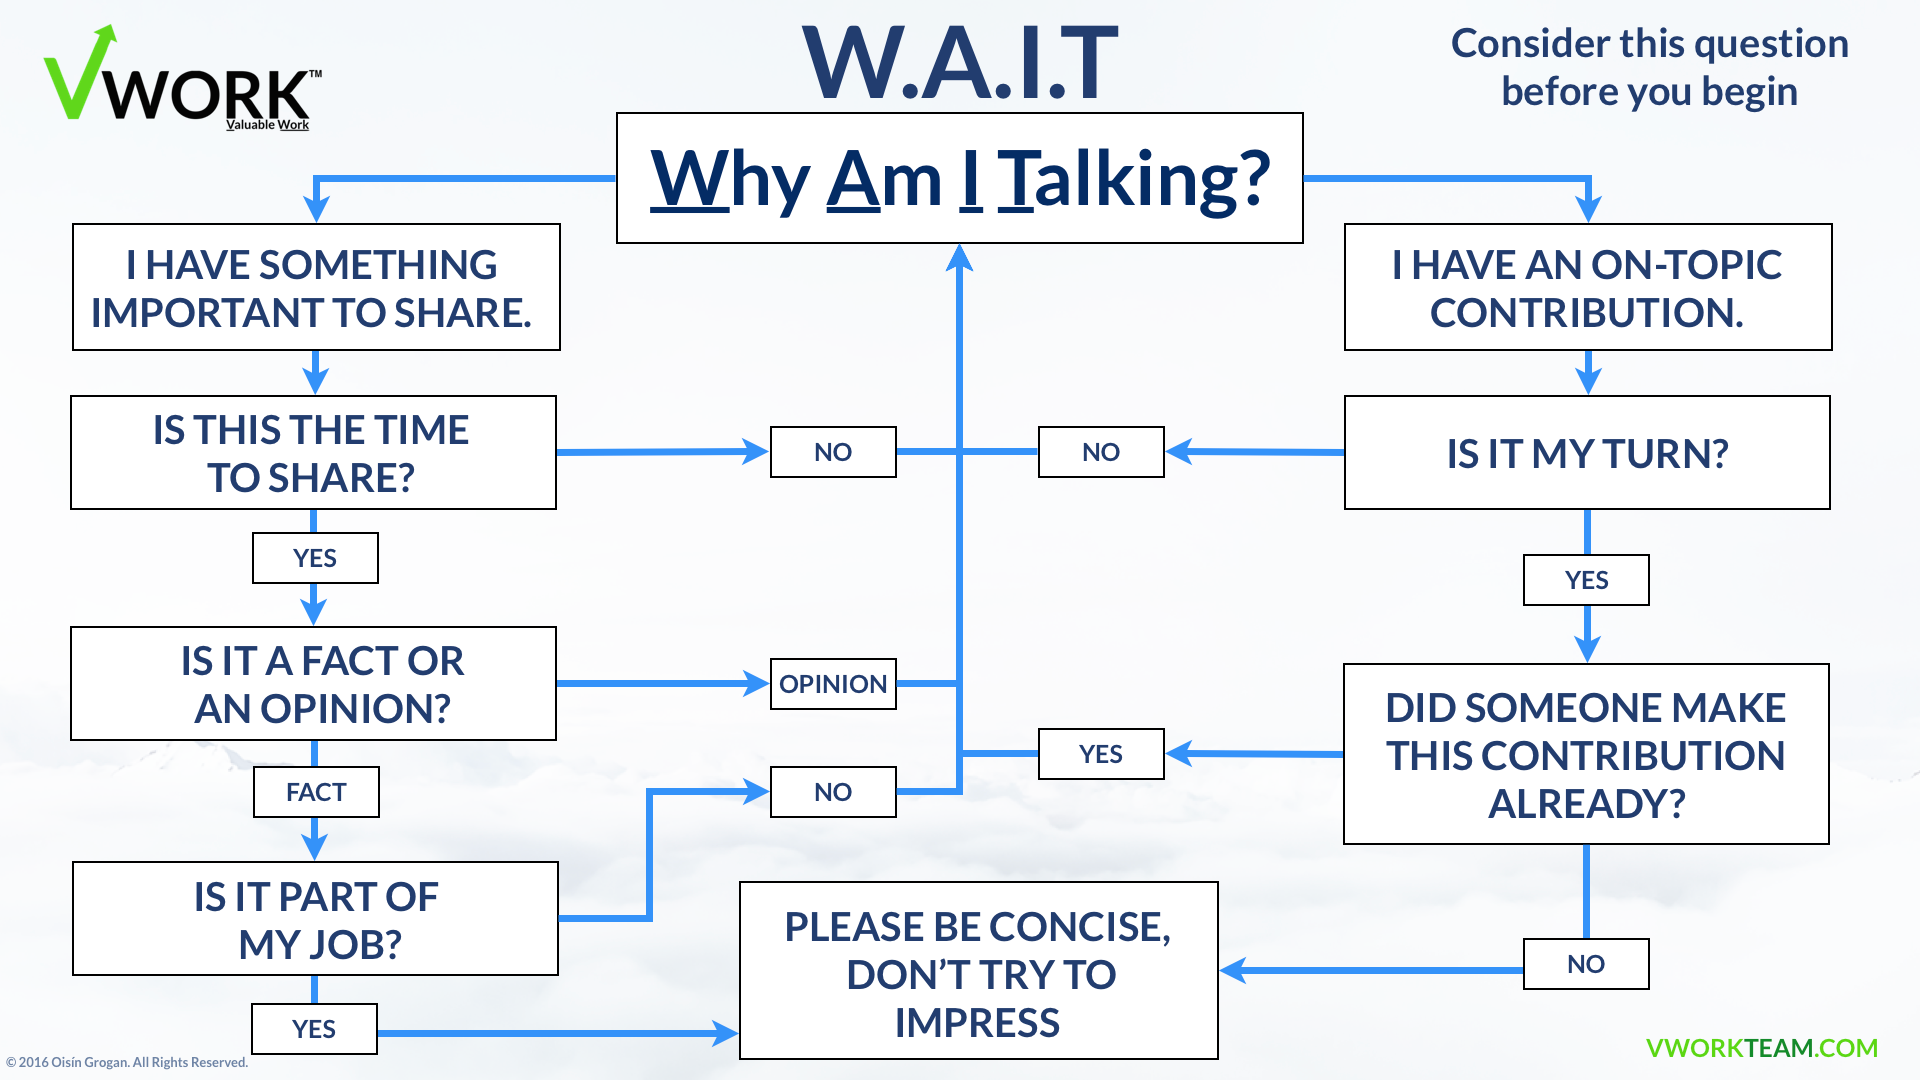 VWORK™
Valuable Work
W.A.I.T
Consider this question
before you begin
Why Am I Talking?
I HAVE SOMETHING
IMPORTANT TO SHARE.
I HAVE AN ON-TOPIC
CONTRIBUTION.
IS THIS THE TIME
TO SHARE?
NO
NO
IS IT MY TURN?
YES
YES
IS IT A FACT OR
AN OPINION?
OPINION
DID SOMEONE MAKE
THIS CONTRIBUTION
ALREADY?
YES
FACT
NO
IS IT PART OF
MY JOB?
PLEASE BE CONCISE,
DON’T TRY TO
IMPRESS
NO
YES
© 2016 Oisín Grogan. All Rights Reserved.
VWORKTEAM.COM